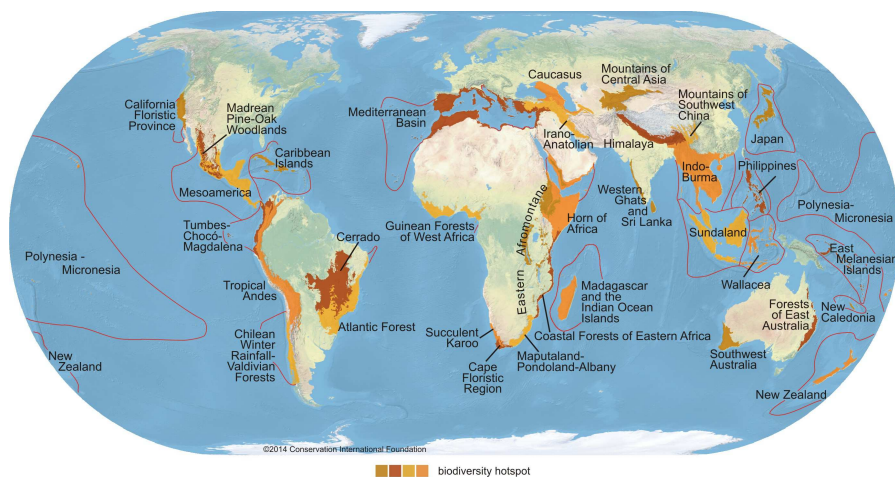 California
Floristic
Province
Madrean
Pine-Oak
Woodlands
Caribbean
Islands
Mesoamerica
Tumbes-
Chocó-
Magdalena
Cerrado
Polynesia -
Micronesia
Tropical
Andes
Atlantic Forest
Chilean
Winter
Rainfall-
Valdivian
Forests
New
Zealand
Mediterranean
Basin
Caucasus
Irano-
Anatolian
Mountains of
Central Asia
Mountains of
Southwest
China
Himalaya
Japan
Indo-
Burma
Philippines
Western
Ghats
and
Sri Lanka
Guinean Forests
of West Africa
Eastern Afromontane
Horn of
Africa
Sundaland
Wallacea
Polynesia-
Micronesia
East
Melanesian
Islands
Madagascar
and the
Indian Ocean
Islands
Coastal Forests of Eastern Africa
Succulent
Karoo
Cape
Floristic
Region
Maputaland-
Pondoland-Albany
Forests
of East
Australia
New
Caledonia
Southwest
Australia
New Zealand
©2014 Conservation International Foundation
biodiversity hotspot